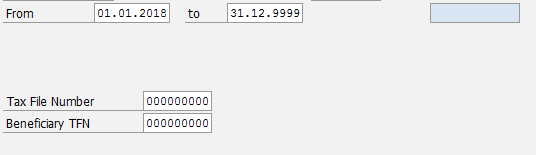 From 01.01.2018 to 31.12.9999
Tax File Number 000000000
Beneficiary TFN 000000000